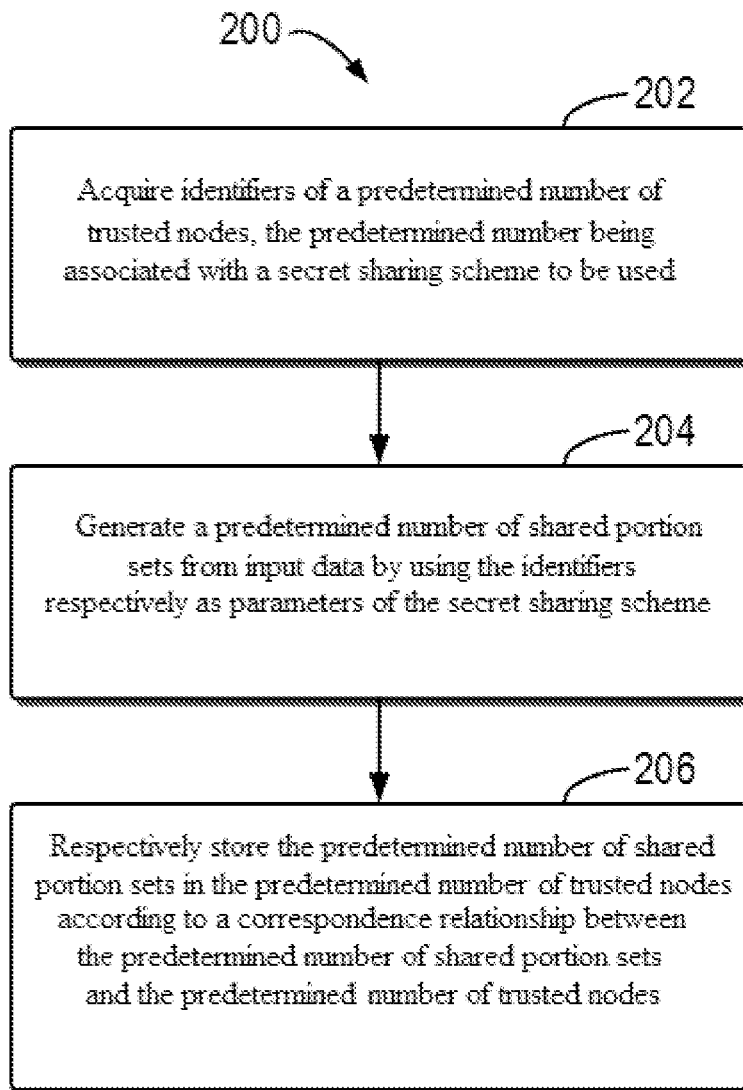 200
202
Acquire identifiers of a predetermined number of
trusted nodes, the predetermined number being
associated with a secret sharing scheme to be used
204
Generate a predetermined number of shared portion
sets from input data by using the identifiers
respectively as parameters of the secret sharing scheme
206
Respectively store the predetermined number of shared
portion sets in the predetermined number of trusted nodes
according to a correspondence relationship between
the predetermined number of shared portion sets
and the predetermined number of trusted nodes